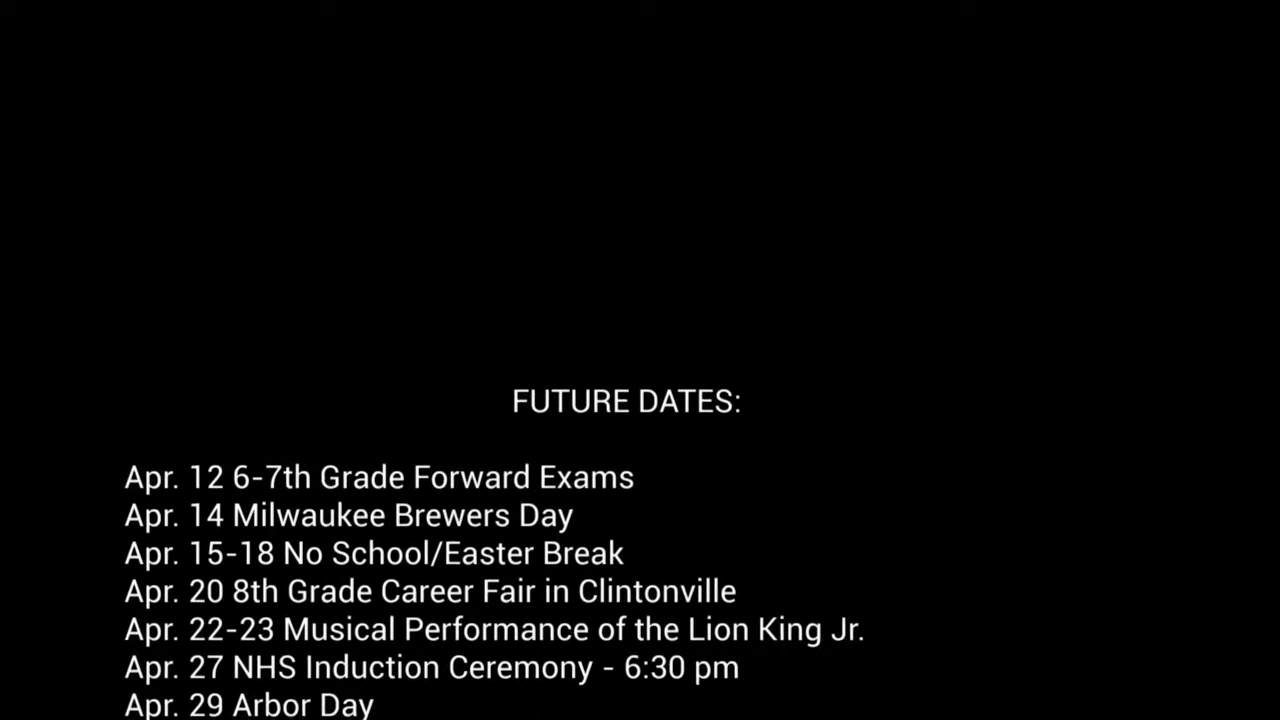 FUTURE DATES:
Apr. 12 6-7th Grade Forward Exams
Apr. 14 Milwaukee Brewers Day
Apr. 15-18 No School/Easter Break
Apr. 20 8th Grade Career Fair in Clintonville
Apr. 22-23 Musical Performance of the Lion King Jr.
Apr. 27 NHS Induction Ceremony - 6:30 pm
Apr. 29 Arbor Day